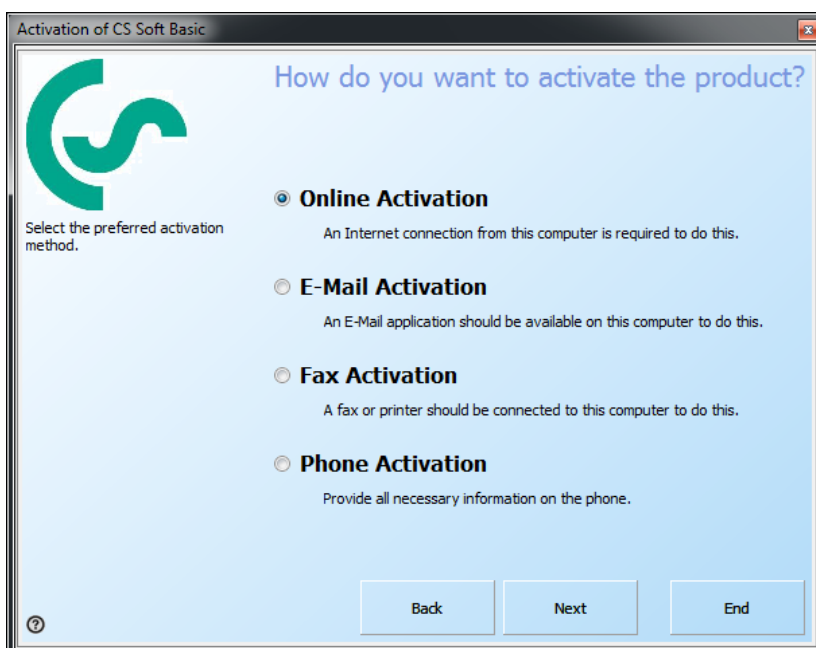 Activation of CS Soft Basic
How do you want to activate the product?
Select the preferred activation
method.
Online Activation
An Internet connection from this computer is required to do this.
E-Mail Activation
An E-Mail application should be available on this computer to do this.
Fax Activation
A fax or printer should be connected to this computer to do this.
Phone Activation
Provide all necessary information on the phone.
Back
Next
End